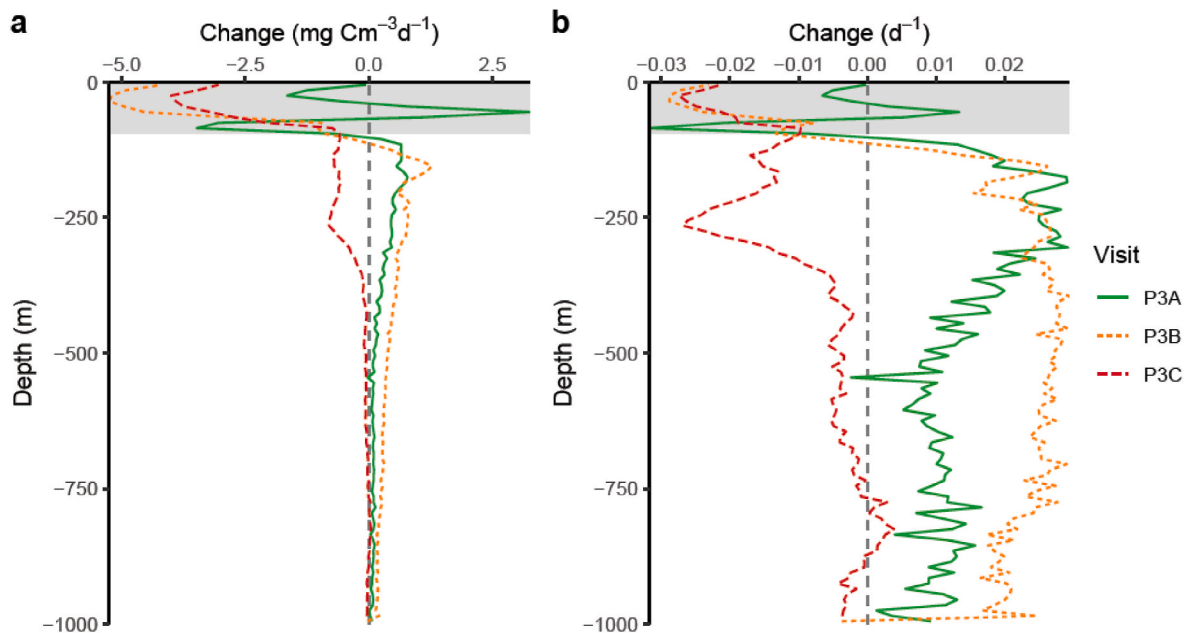 a
Change (mg Cm⁻³d⁻¹)
−5.0 −2.5 0.0 2.5
0
−250
−500
−750
−1000
Depth (m)
b
Change (d⁻¹)
−0.03 −0.02 −0.01 0.00 0.01 0.02
0
−250
−500
−750
−1000
Depth (m)
Visit
P3A
P3B
P3C